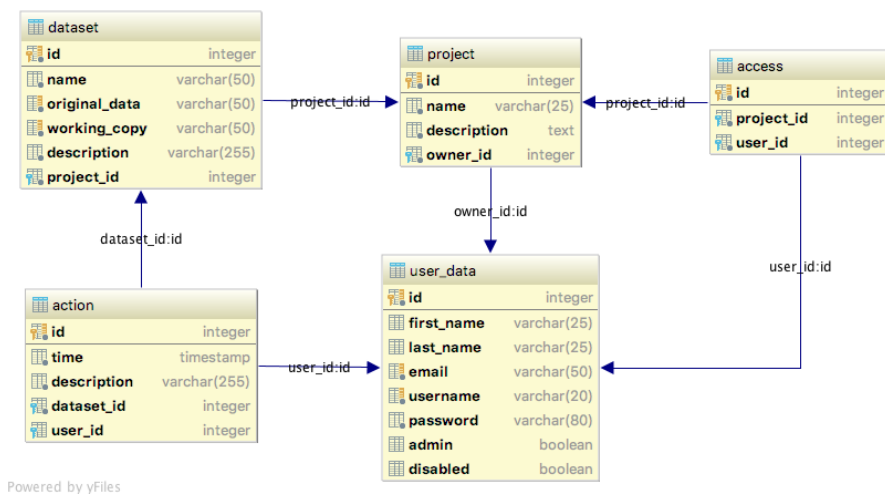 dataset
id integer
name varchar(50)
original_data varchar(50)
working_copy varchar(50)
description varchar(255)
project_id integer
project_id:id
project
id integer
name varchar(25)
description text
owner_id integer
project_id:id
access
id integer
project_id integer
user_id integer
dataset_id:id
owner_id:id
user_id:id
action
id integer
time timestamp
description varchar(255)
dataset_id integer
user_id integer
user_id:id
user_data
id integer
first_name varchar(25)
last_name varchar(25)
email varchar(50)
username varchar(20)
password varchar(80)
admin boolean
disabled boolean
Powered by yFiles